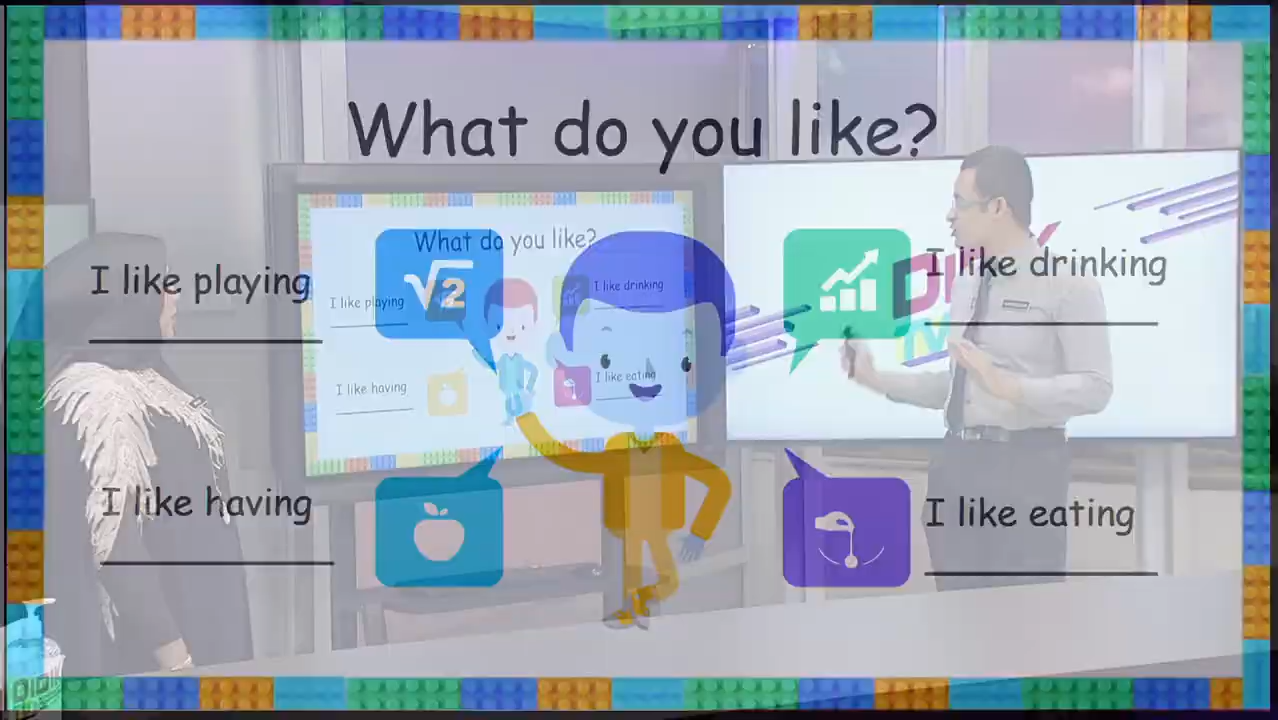 What do you like?
I like playing
√2
I like drinking
I like having
I like eating
What do you like?
I like playing
I like drinking
I like having
I like eating